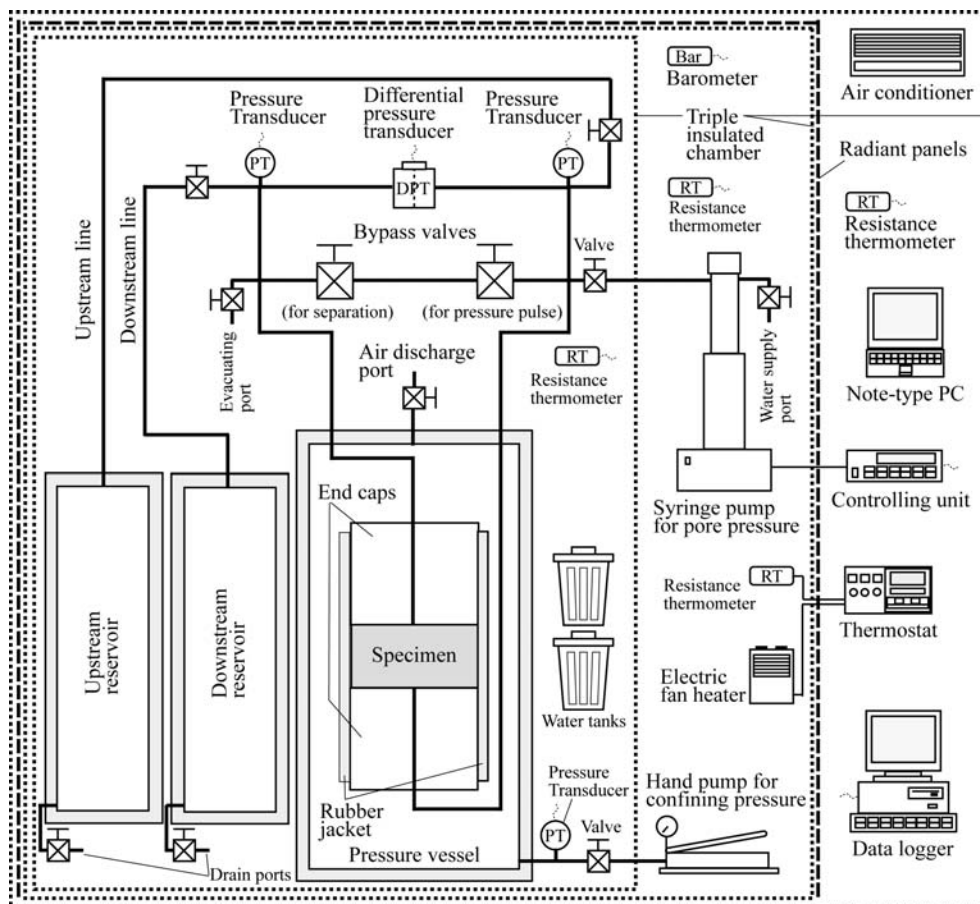 Bar
Barometer
Air conditioner
Pressure
Transducer
Differential
pressure
transducer
Pressure
Transducer
Triple
insulated
chamber
Radiant panels
PT
DPT
PT
RT
Resistance
thermometer
RT
Resistance
thermometer
Upstream line
Downstream line
Bypass valves
Valve
(for separation)
(for pressure pulse)
Evacuating
port
Air discharge
port
RT
Resistance
thermometer
Water supply
port
Note-type PC
Syringe pump
for pore pressure
Controlling unit
End caps
Upstream
reservoir
Downstream
reservoir
Specimen
Water tanks
RT
Resistance
thermometer
Thermostat
Electric
fan heater
Rubber
jacket
Pressure vessel
Pressure
Transducer
PT
Valve
Hand pump for
confining pressure
Data logger
Drain ports